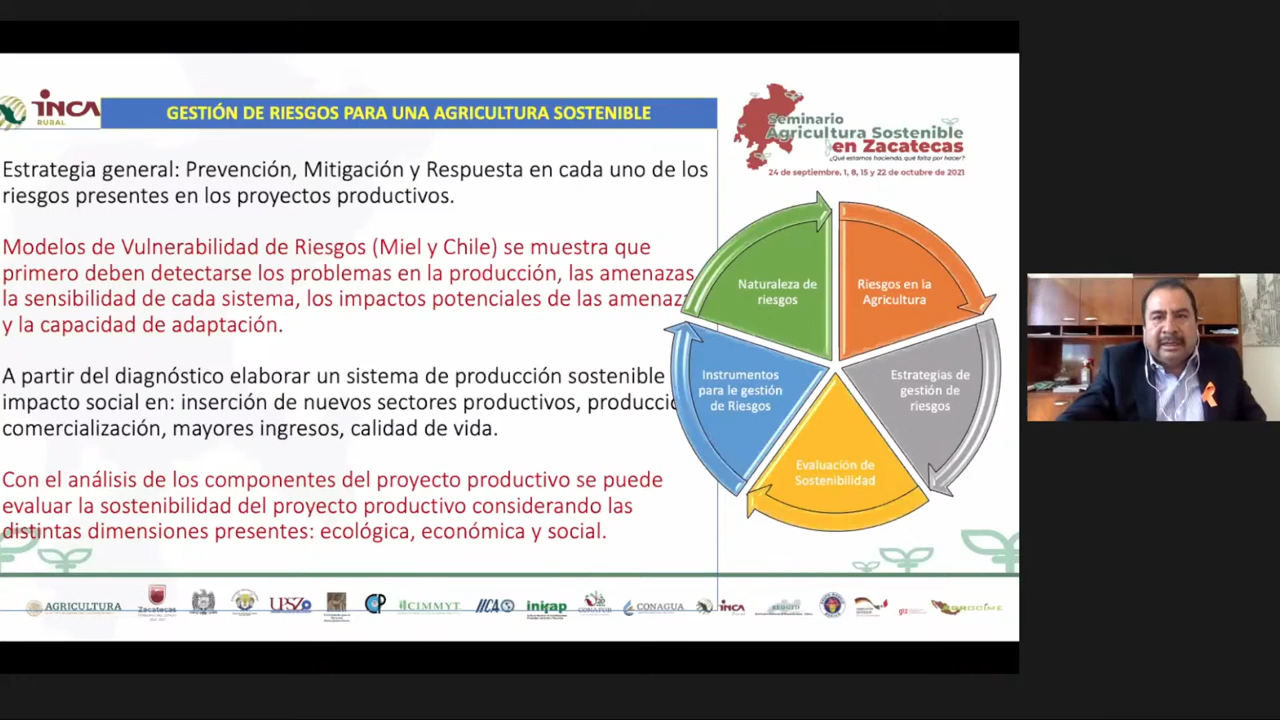 INCA
RURAL
GESTIÓN DE RIESGOS PARA UNA AGRICULTURA SOSTENIBLE
Seminario
Agricultura Sostenible
en Zacatecas
¿Qué estamos haciendo, qué falta por hacer?
24 de septiembre, 1, 8, 15 y 22 de octubre de 2021
Estrategia general: Prevención, Mitigación y Respuesta en cada uno de los
riesgos presentes en los proyectos productivos.
Modelos de Vulnerabilidad de Riesgos (Miel y Chile) se muestra que
primero deben detectarse los problemas en la producción, las amenazas
la sensibilidad de cada sistema, los impactos potenciales de las
y la capacidad de adaptación.
A partir del diagnóstico elaborar un sistema de producción sostenible
impacto social en: inserción de nuevos sectores productivos,
comercialización, mayores ingresos, calidad de vida.
Con el análisis de los componentes del proyecto productivo se puede
evaluar la sostenibilidad del proyecto productivo considerando las
distintas dimensiones presentes: ecológica, económica y social.
Naturaleza de
riesgos
Riesgos en la
Agricultura
Estrategias de
gestión de
riesgos
Evaluación de
Sostenibilidad
Instrumentos
para le gestión
de Riesgos
AGRICULTURA
Zacatecas
UPSZ
CP
CIMMYT
IICA
inifap
CONAGUA
INCA
giz